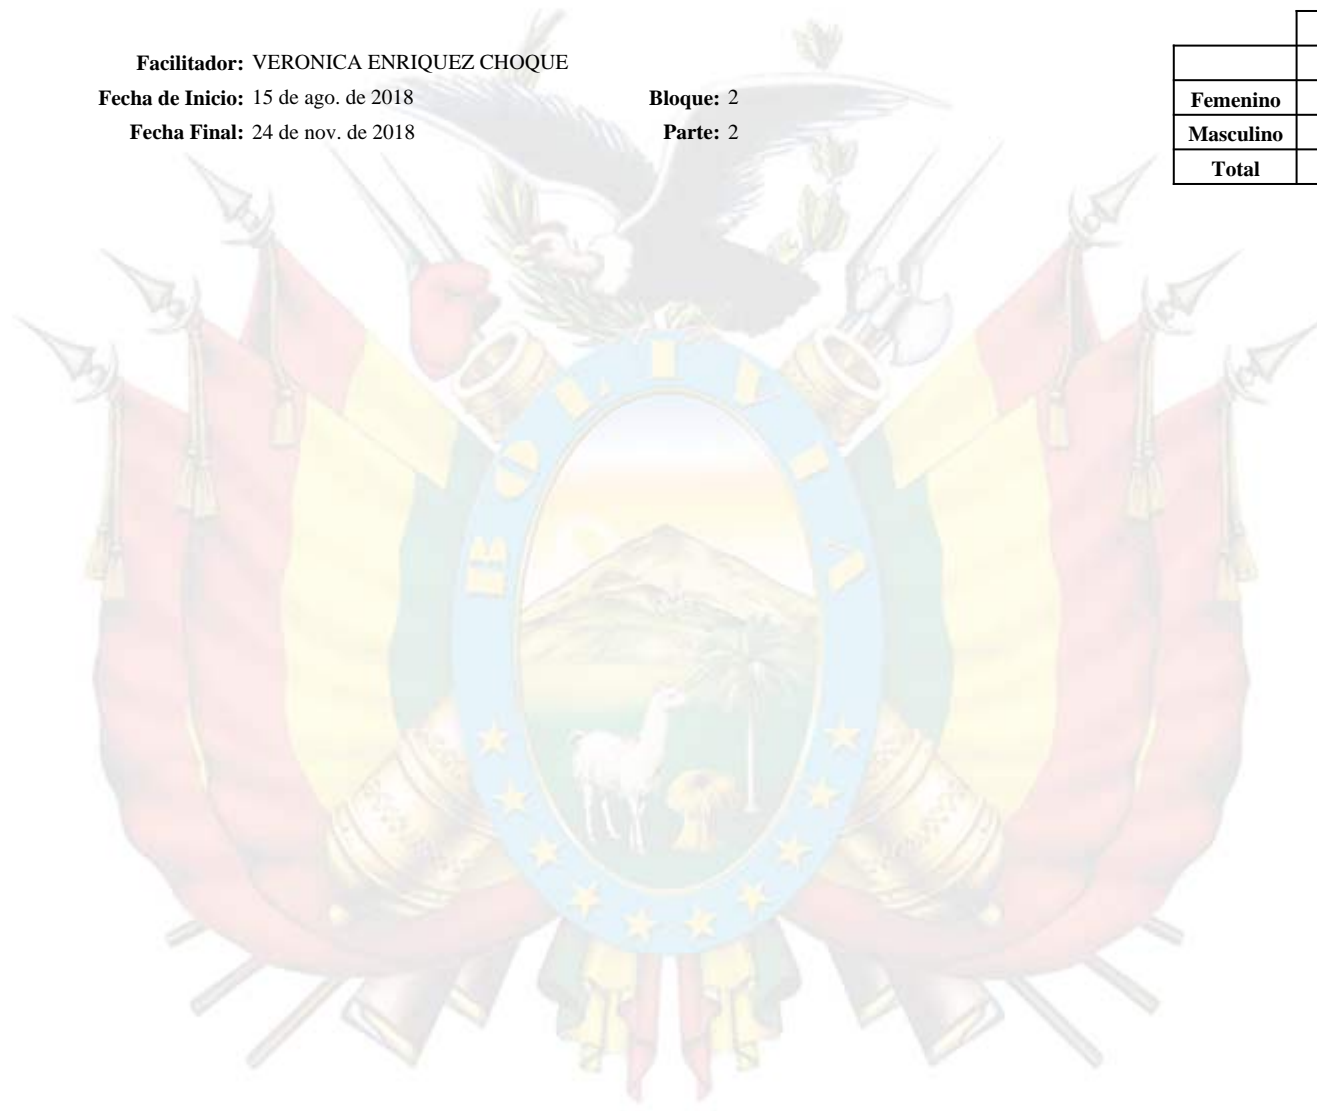 Facilitador: VERONICA ENRIQUEZ CHOQUE
Fecha de Inicio: 15 de ago. de 2018 Bloque: 2
Fecha Final: 24 de nov. de 2018 Parte: 2
Femenino
Masculino
Total
BOLIVIA